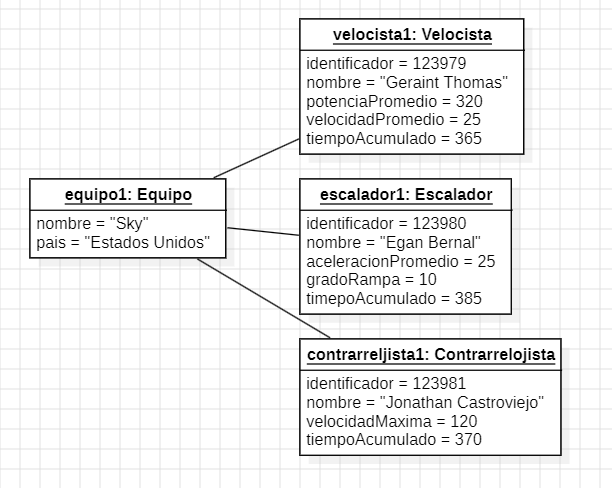 velocista1: Velocista
identificador = 123979
nombre = "Geraint Thomas"
potenciaPromedio = 320
velocidadPromedio = 25
tiempoAcumulado = 365
equipo1: Equipo
nombre = "Sky"
pais = "Estados Unidos"
escalador1: Escalador
identificador = 123980
nombre = "Egan Bernal"
aceleracionPromedio = 25
gradoRampa = 10
timepoAcumulado = 385
contrarreljista1: Contrarrelojista
identificador = 123981
nombre = "Jonathan Castroviejo"
velocidadMaxima = 120
tiempoAcumulado = 370